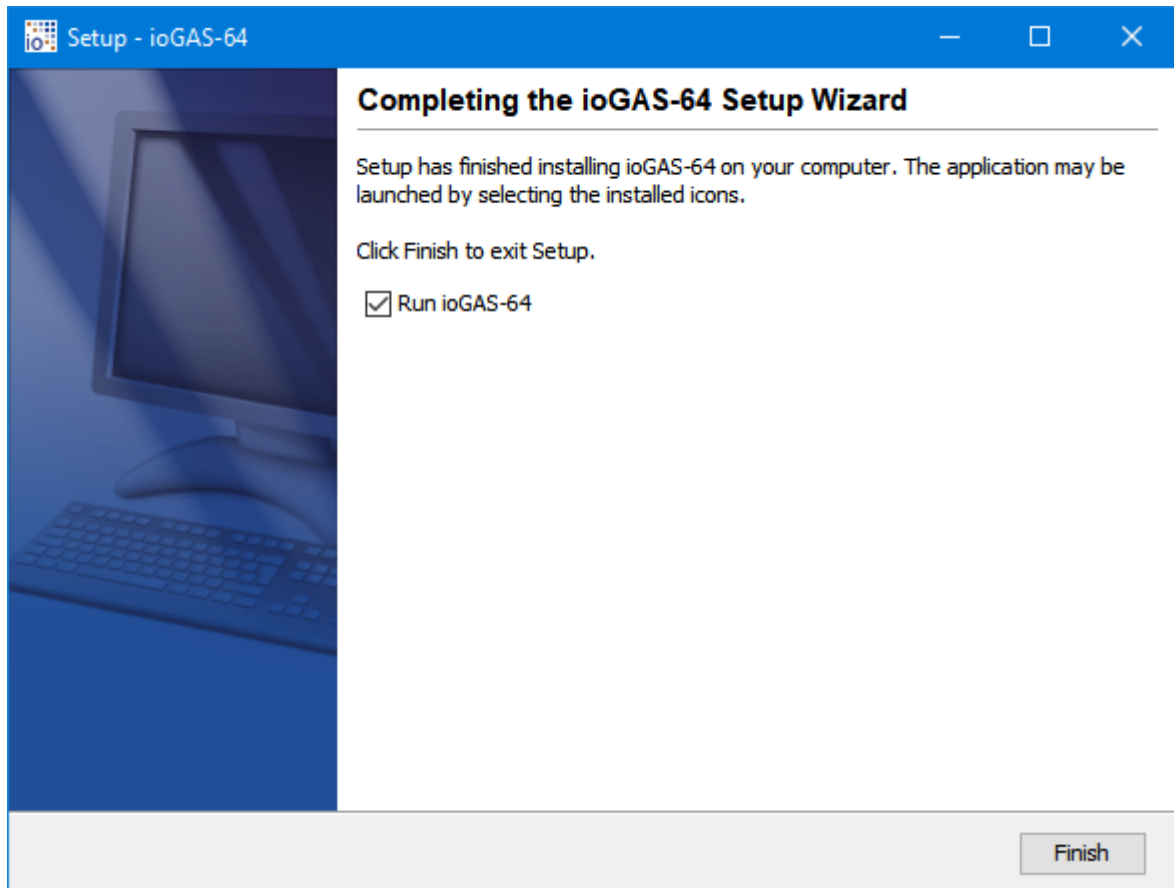 io
Setup - ioGAS-64
Completing the ioGAS-64 Setup Wizard
Setup has finished installing ioGAS-64 on your computer. The application may be
launched by selecting the installed icons.
Click Finish to exit Setup.
Run ioGAS-64
Finish